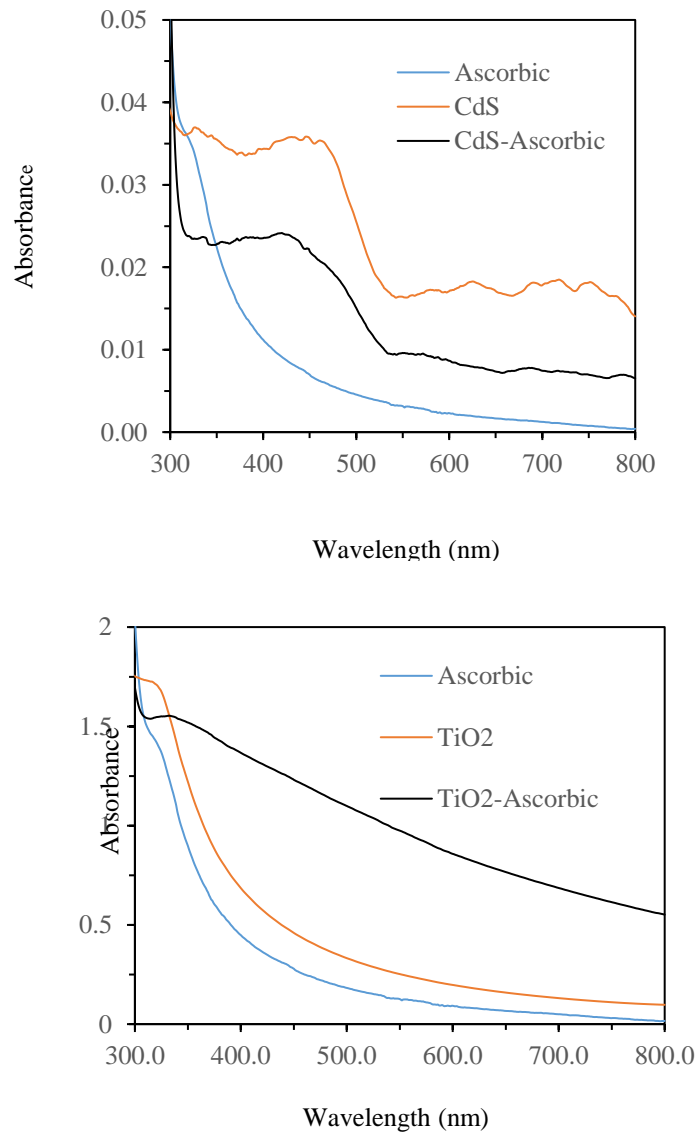 0.05
0.04
0.03
0.02
0.01
0.00
Absorbance
Ascorbic
CdS
CdS-Ascorbic
300 400 500 600 700 800
Wavelength (nm)
2
1.5
1
0.5
0
Absorbance
Ascorbic
TiO2
TiO2-Ascorbic
300.0 400.0 500.0 600.0 700.0 800.0
Wavelength (nm)